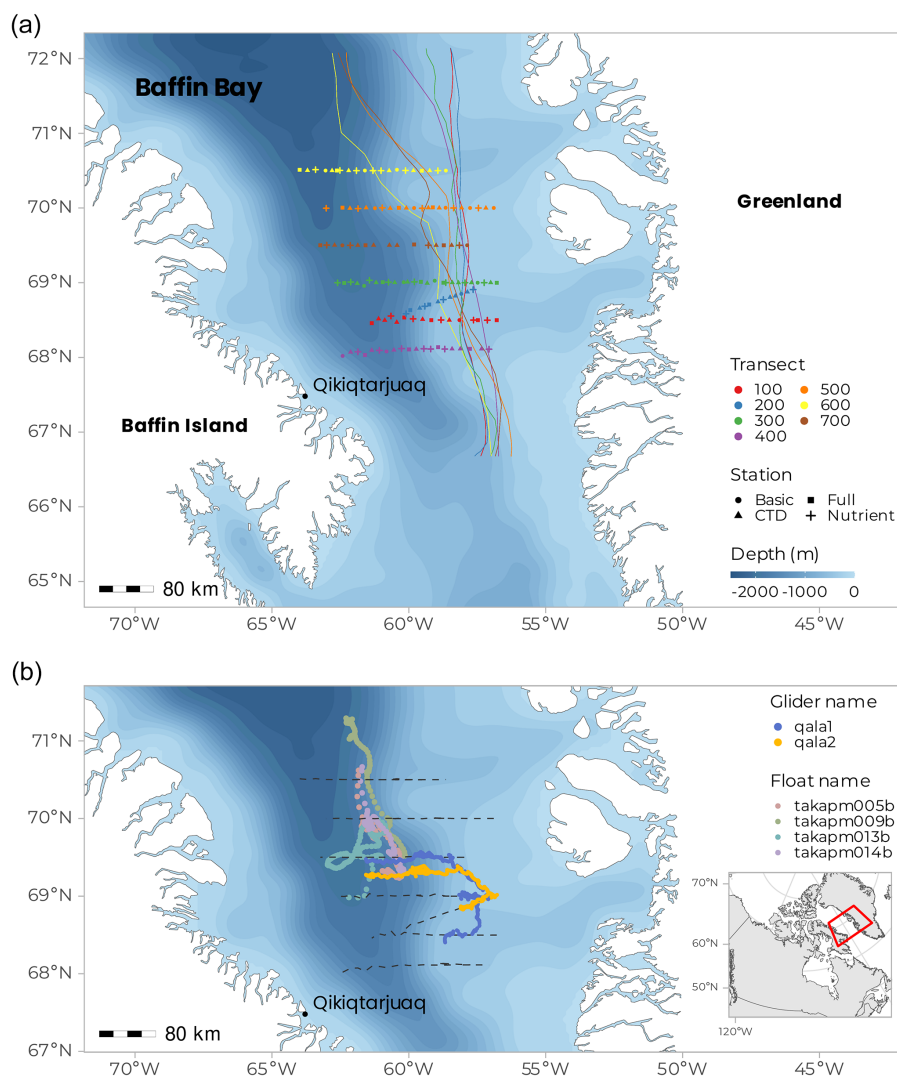 (a)
72°N
Baffin Bay
71°N
70°N
Greenland
69°N
68°N
Qikiqtarjuaq
67°N
Baffin Island
66°N
65°N
80 km
Transect
100 500
200 600
300 700
400
Station
Basic Full
CTD Nutrient
Depth (m)
-2000 -1000 0
70°W 65°W 60°W 55°W 50°W 45°W
(b)
71°N
70°N
69°N
68°N
Qikiqtarjuaq
67°N
80 km
Glider name
qala1
qala2
Float name
takapm005b
takapm009b
takapm013b
takapm014b
70°N
60°N
50°N
120°W
70°W 65°W 60°W 55°W 50°W 45°W